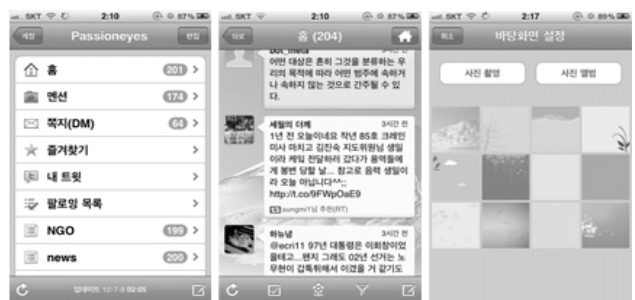 SKT 2:10 87%
계정 Passioneyes 편집
홈 201
멘션 174
쪽지(DM) 64
즐겨찾기
내 트윗
팔로잉 목록
NGO 199
news 200
업데이트 12-7-8 02:05
SKT 2:10 87%
뒤로 홈 (204)
bot_meta
어떤 대상은 흔히 그것을 분류하는 우
리의 목적에 따라 어떤 범주에 속하거
나 속하지 않는 것으로 간주될 수 있
다.
세월의 더께 3시간 전
1년 전 오늘이네요 작년 85호 크레인
미사 마치고 김진숙 지도위원님 생일
이라 케잌 전달하러 갔다가 용역들에
게 봉변 당할 날... 참고로 음력 생일이
라 오늘 아닙니다^^;;
http://t.co/9FWpOaE9
sungmi1님 추천(RT)
하뉴녕 3시간 전
@ecri11 97년 대통령은 이회창이었
을테고...왠지 그래도 02년 선거는 노
무현이 갑툭튀해서 이겼을 거 같기도
SKT 2:17 89%
취소 바탕화면 설정
사진 촬영 사진 앨범